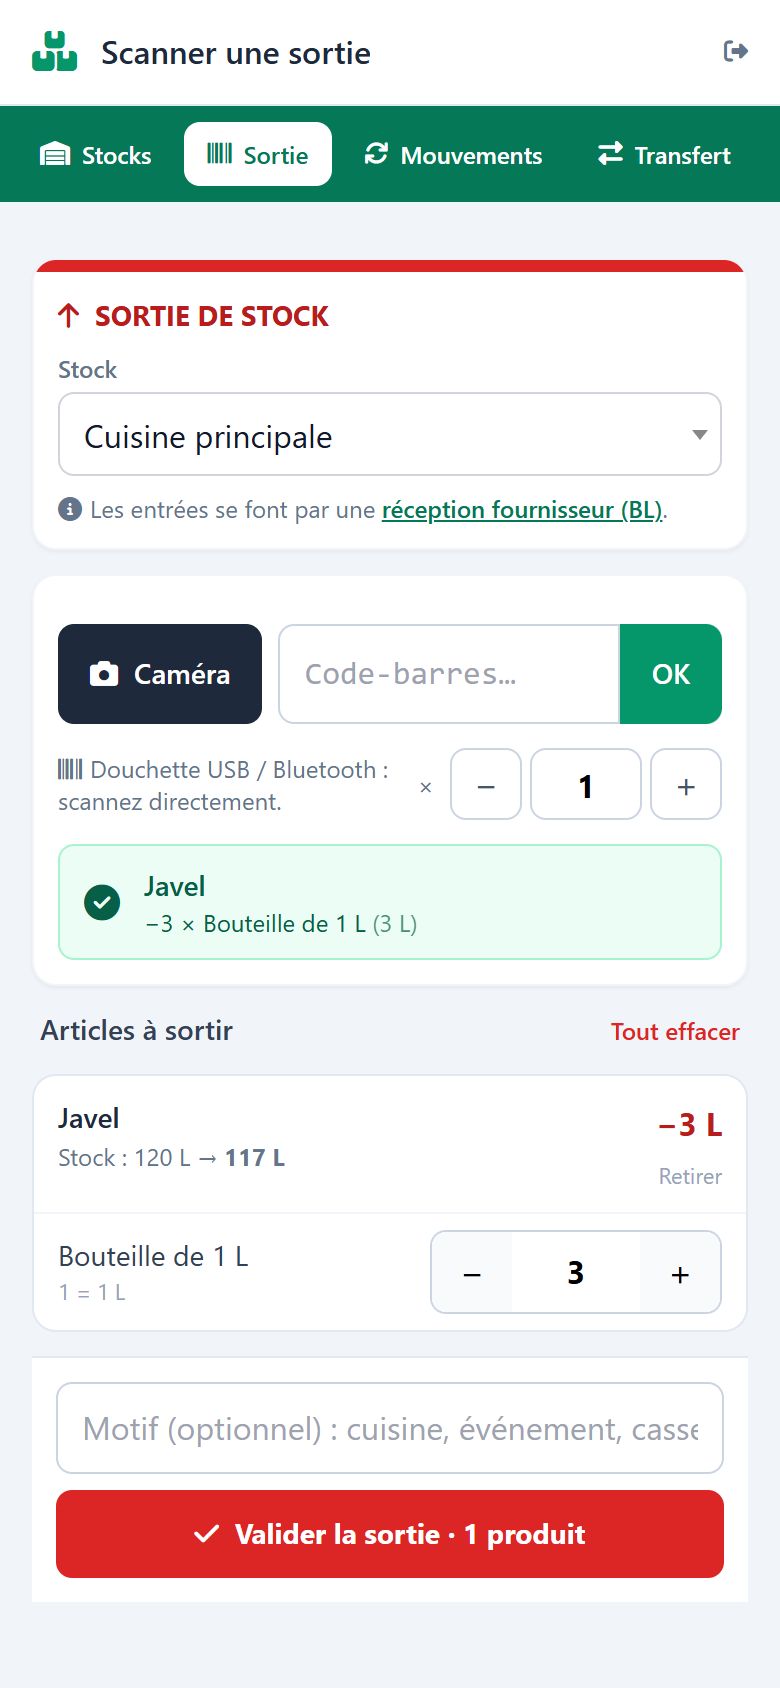 Scanner une sortie
Stocks Sortie Mouvements Transfert
SORTIE DE STOCK
Stock
Cuisine principale
Les entrées se font par une réception fournisseur (BL).
Caméra Code-barres... OK
Douchette USB / Bluetooth :
scannez directement.
× − 1 +
Javel
−3 × Bouteille de 1 L (3 L)
Articles à sortir Tout effacer
Javel −3 L
Stock : 120 L → 117 L
Retirer
Bouteille de 1 L
1 = 1 L
− 3 +
Motif (optionnel) : cuisine, événement, casse
Valider la sortie · 1 produit